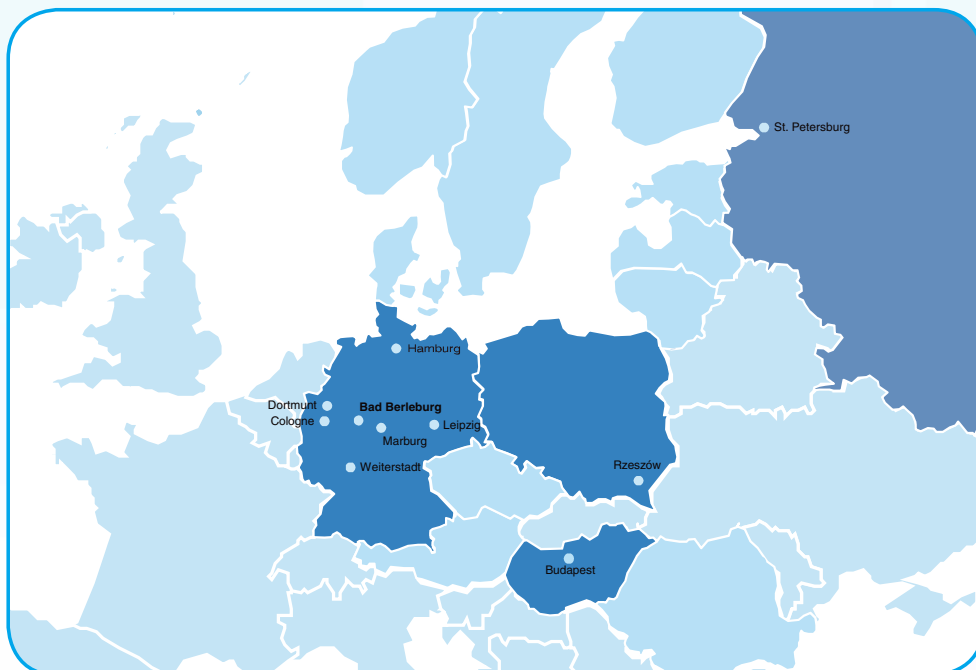 St. Petersburg
Hamburg
Dortmunt
Bad Berleburg
Cologne
Leipzig
Marburg
Weiterstadt
Rzeszów
Budapest